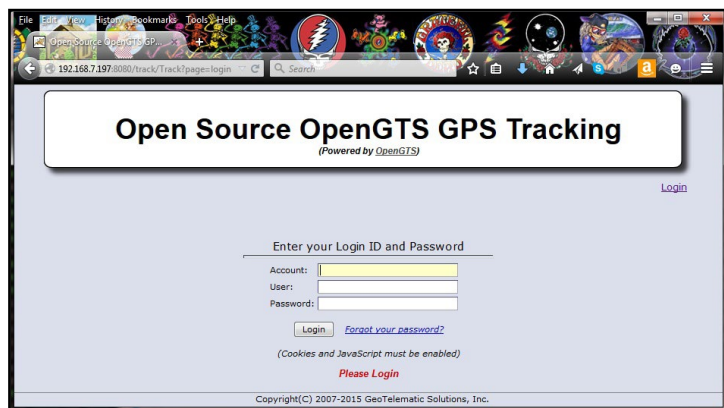 File Edit View History Bookmarks Tools Help
Open Source OpenGTS GP...
192.168.7.197:8080/track/Track?page=login
Search
Open Source OpenGTS GPS Tracking
(Powered by OpenGTS)
Login
Enter your Login ID and Password
Account:
User:
Password:
Login Forgot your password?
(Cookies and JavaScript must be enabled)
Please Login
Copyright(C) 2007-2015 GeoTelematic Solutions, Inc.